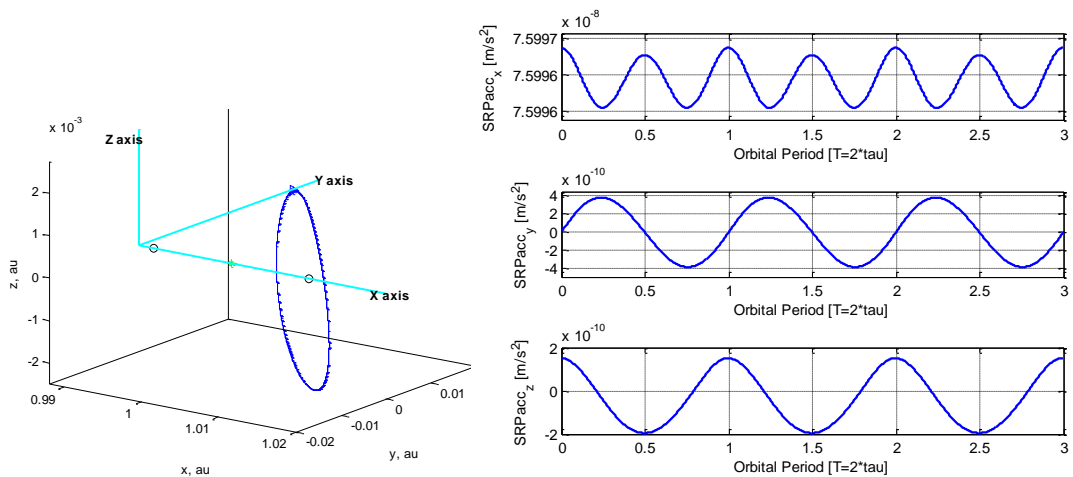 x 10^-3
Z axis
Y axis
X axis
z, au
2
1
0
-1
-2
0.99
1
1.01
1.02
x, au
-0.02
-0.01
0
0.01
y, au
x 10^-8
SRPacc_x [m/s^2]
7.5997
7.5996
7.5996
0 0.5 1 1.5 2 2.5 3
Orbital Period [T=2*tau]
x 10^-10
SRPacc_y [m/s^2]
4
2
0
-2
-4
0 0.5 1 1.5 2 2.5 3
Orbital Period [T=2*tau]
x 10^-10
SRPacc_z [m/s^2]
2
0
-2
0 0.5 1 1.5 2 2.5 3
Orbital Period [T=2*tau]